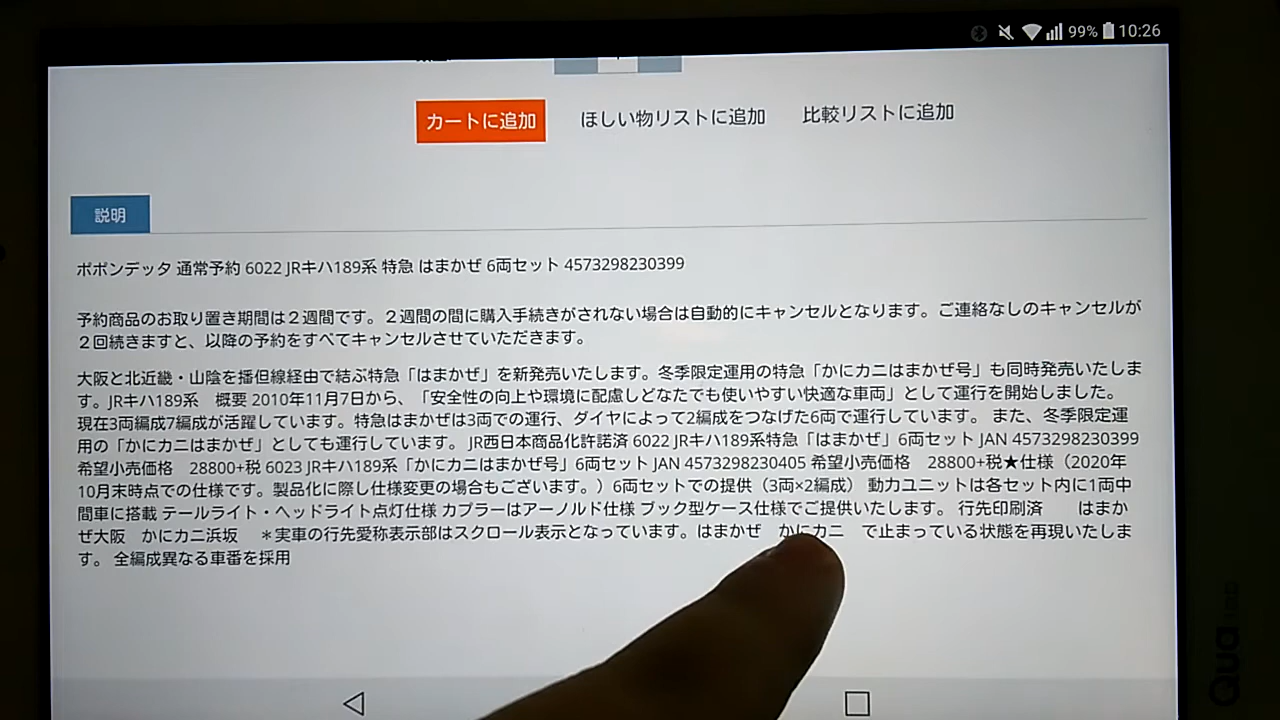 99% 10:26
カートに追加 ほしい物リストに追加 比較リストに追加
説明
ポポンデッタ 通常予約 6022 JRキハ189系 特急 はまかぜ 6両セット 4573298230399
予約商品のお取り置き期間は２週間です。２週間の間に購入手続きがされない場合は自動的にキャンセルとなります。ご連絡なしのキャンセルが
２回続きますと、以降の予約をすべてキャンセルさせていただきます。
大阪と北近畿・山陰を播但線経由で結ぶ特急「はまかぜ」を新発売いたします。冬季限定運用の特急「かにカニはまかぜ号」も同時発売いたしま
す。JRキハ189系　概要 2010年11月7日から、「安全性の向上や環境に配慮しどなたでも使いやすい快適な車両」として運行を開始しました。
現在3両編成7編成が活躍しています。特急はまかぜは3両での運行、ダイヤによって2編成をつなげた6両で運行しています。 また、冬季限定運
用の「かにカニはまかぜ」としても運行しています。 JR西日本商品化許諾済 6022 JRキハ189系特急「はまかぜ」6両セット JAN 4573298230399
希望小売価格　28800+税 6023 JRキハ189系「かにカニはまかぜ号」6両セット JAN 4573298230405 希望小売価格　28800+税★仕様（2020年
10月末時点での仕様です。製品化に際し仕様変更の場合もございます。）6両セットでの提供（3両×2編成） 動力ユニットは各セット内に1両中
間車に搭載 テールライト・ヘッドライト点灯仕様 カプラーはアーノルド仕様 ブック型ケース仕様でご提供いたします。 行先印刷済　　はまか
ぜ大阪　かにカニ浜坂　＊実車の行先愛称表示部はスクロール表示となっています。はまかぜ　かにカニ　で止まっている状態を再現いたしま
す。 全編成異なる車番を採用
Qua tab